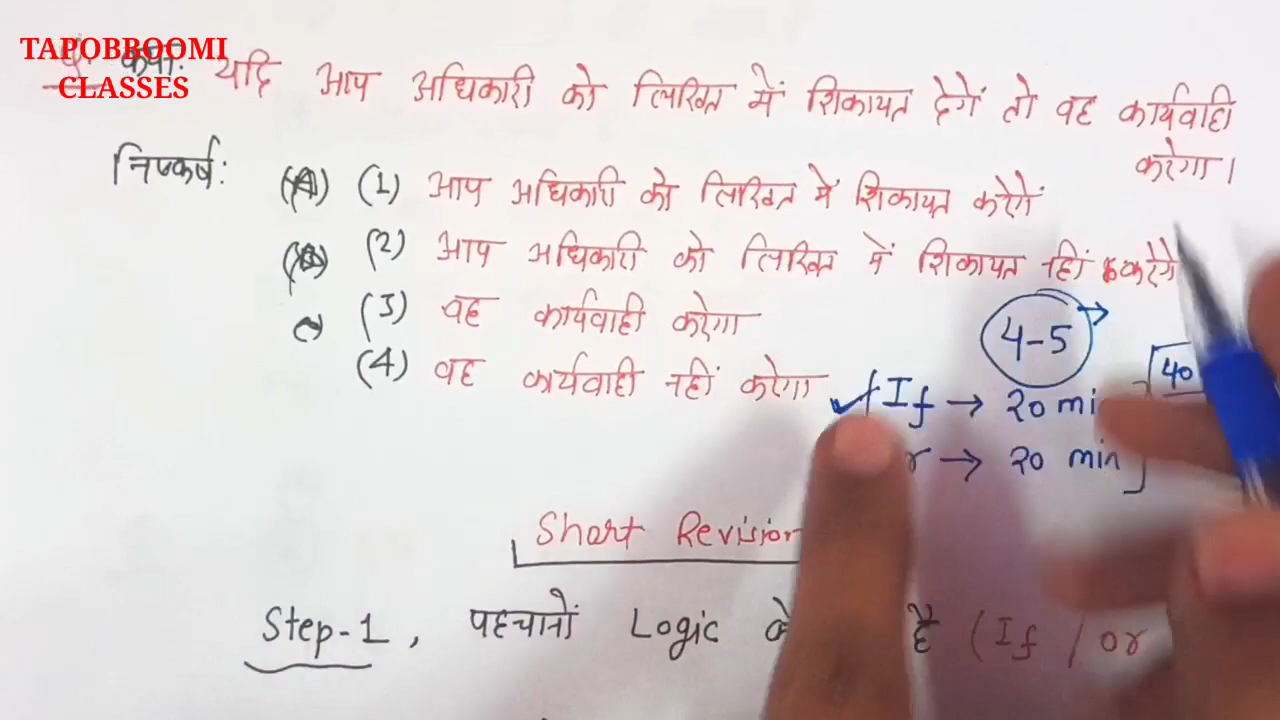 TAPOBBROOMI
CLASSES
यदि आप अधिकारी को लिखित में शिकायत देगें तो वह कार्यवाही
करेगा।
निष्कर्ष:
(A) (1) आप अधिकारी को लिखित में शिकायत करेगें
(B) (2) आप अधिकारी को लिखित में शिकायत नहीं करेगें
(3) वह कार्यवाही करेगा
(4) वह कार्यवाही नहीं करेगा
4-5
If → 20 min
40
r → 20 min
Short Revision
Step-1, पहचानों Logic है (If / or